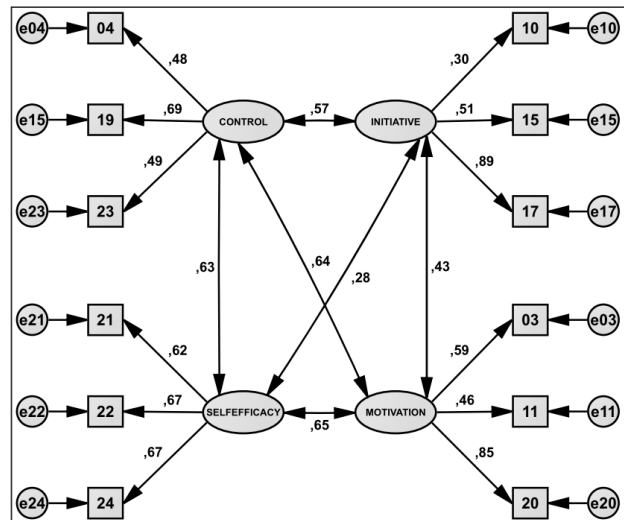 e04 04 10 e10
,48 ,30
e15 19 ,69 CONTROL ,57 INITIATIVE ,51 15 e15
,49 ,89
e23 23 17 e17
,63 ,64 ,28 ,43
e21 21 03 e03
,62 ,59
e22 22 ,67 SELFEFFICACY ,65 MOTIVATION ,46 11 e11
,67 ,85
e24 24 20 e20